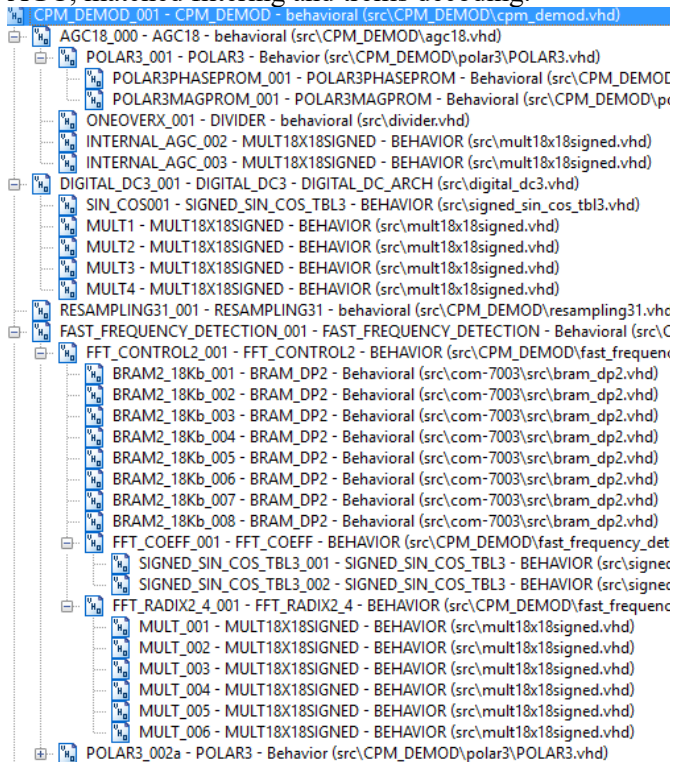 CPM_DEMOD_001 - CPM_DEMOD - behavioral (src\CPM_DEMOD\cpm_demod.vhd)
AGC18_000 - AGC18 - behavioral (src\CPM_DEMOD\agc18.vhd)
POLAR3_001 - POLAR3 - Behavior (src\CPM_DEMOD\polar3\POLAR3.vhd)
POLAR3PHASEPROM_001 - POLAR3PHASEPROM - Behavioral (src\CPM_DEMOD
POLAR3MAGPROM_001 - POLAR3MAGPROM - Behavioral (src\CPM_DEMOD\po
ONEOVERX_001 - DIVIDER - behavioral (src\divider.vhd)
INTERNAL_AGC_002 - MULT18X18SIGNED - BEHAVIOR (src\mult18x18signed.vhd)
INTERNAL_AGC_003 - MULT18X18SIGNED - BEHAVIOR (src\mult18x18signed.vhd)
DIGITAL_DC3_001 - DIGITAL_DC3 - DIGITAL_DC_ARCH (src\digital_dc3.vhd)
SIN_COS001 - SIGNED_SIN_COS_TBL3 - BEHAVIOR (src\signed_sin_cos_tbl3.vhd)
MULT1 - MULT18X18SIGNED - BEHAVIOR (src\mult18x18signed.vhd)
MULT2 - MULT18X18SIGNED - BEHAVIOR (src\mult18x18signed.vhd)
MULT3 - MULT18X18SIGNED - BEHAVIOR (src\mult18x18signed.vhd)
MULT4 - MULT18X18SIGNED - BEHAVIOR (src\mult18x18signed.vhd)
RESAMPLING31_001 - RESAMPLING31 - behavioral (src\CPM_DEMOD\resampling31.vhd
FAST_FREQUENCY_DETECTION_001 - FAST_FREQUENCY_DETECTION - Behavioral (src\C
FFT_CONTROL2_001 - FFT_CONTROL2 - BEHAVIOR (src\CPM_DEMOD\fast_frequenc
BRAM2_18Kb_001 - BRAM_DP2 - Behavioral (src\com-7003\src\bram_dp2.vhd)
BRAM2_18Kb_002 - BRAM_DP2 - Behavioral (src\com-7003\src\bram_dp2.vhd)
BRAM2_18Kb_003 - BRAM_DP2 - Behavioral (src\com-7003\src\bram_dp2.vhd)
BRAM2_18Kb_004 - BRAM_DP2 - Behavioral (src\com-7003\src\bram_dp2.vhd)
BRAM2_18Kb_005 - BRAM_DP2 - Behavioral (src\com-7003\src\bram_dp2.vhd)
BRAM2_18Kb_006 - BRAM_DP2 - Behavioral (src\com-7003\src\bram_dp2.vhd)
BRAM2_18Kb_007 - BRAM_DP2 - Behavioral (src\com-7003\src\bram_dp2.vhd)
BRAM2_18Kb_008 - BRAM_DP2 - Behavioral (src\com-7003\src\bram_dp2.vhd)
FFT_COEFF_001 - FFT_COEFF - BEHAVIOR (src\CPM_DEMOD\fast_frequency_det
SIGNED_SIN_COS_TBL3_001 - SIGNED_SIN_COS_TBL3 - BEHAVIOR (src\signec
SIGNED_SIN_COS_TBL3_002 - SIGNED_SIN_COS_TBL3 - BEHAVIOR (src\signec
FFT_RADIX2_4_001 - FFT_RADIX2_4 - BEHAVIOR (src\CPM_DEMOD\fast_frequenc
MULT_001 - MULT18X18SIGNED - BEHAVIOR (src\mult18x18signed.vhd)
MULT_002 - MULT18X18SIGNED - BEHAVIOR (src\mult18x18signed.vhd)
MULT_003 - MULT18X18SIGNED - BEHAVIOR (src\mult18x18signed.vhd)
MULT_004 - MULT18X18SIGNED - BEHAVIOR (src\mult18x18signed.vhd)
MULT_005 - MULT18X18SIGNED - BEHAVIOR (src\mult18x18signed.vhd)
MULT_006 - MULT18X18SIGNED - BEHAVIOR (src\mult18x18signed.vhd)
POLAR3_002a - POLAR3 - Behavior (src\CPM_DEMOD\polar3\POLAR3.vhd)